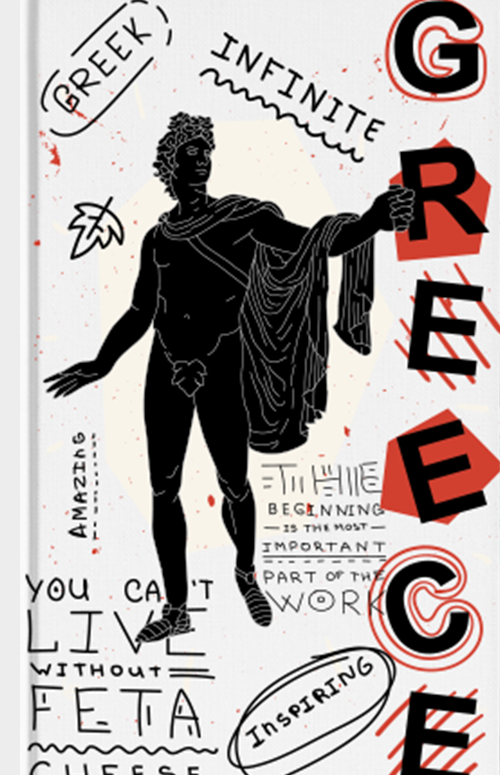 GREEK
INFINITE
GREECE
AMAZING
THE
BEGINNING
IS THE MOST
IMPORTANT
PART OF THE
WORK
YOU CAN'T
LIVE
WITHOUT
FETA
CHEESE
INSPIRING